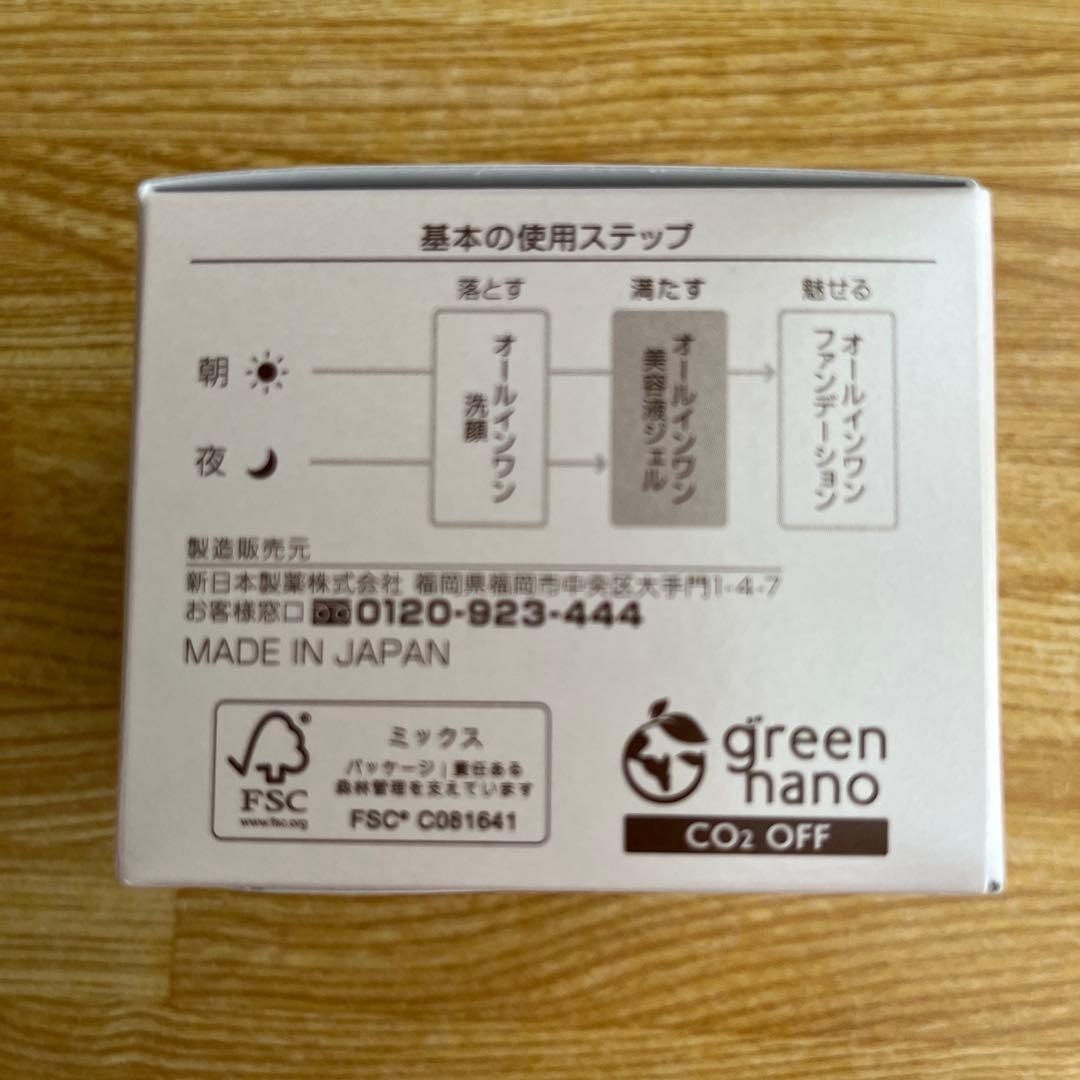 基本の使用ステップ
落とす 満たす 魅せる
朝
夜
オールインワン
洗顔
オールインワン
美容液ジェル
オールインワン
ファンデーション
製造販売元
新日本製薬株式会社 福岡県福岡市中央区大手門1-4-7
お客様窓口 0120-923-444
MADE IN JAPAN
FSC
www.fsc.org
ミックス
パッケージ | 責任ある
森林管理を支えています
FSC® C081641
green
nano
CO2 OFF